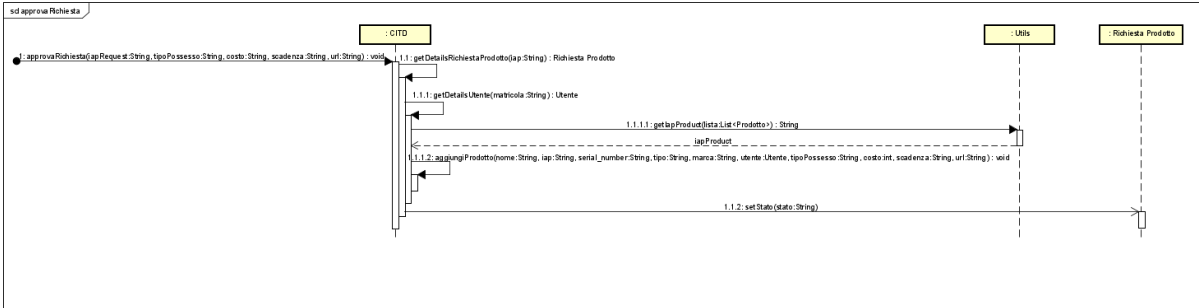 sd approvaRichiesta
: CITD
: Utils
: Richiesta Prodotto
1: approvaRichiesta(iapRequest:String, tipoPossesso:String, costo:String, scadenza:String, url:String) : void
1.1: getDetailsRichiestaProdotto(iap:String) : Richiesta Prodotto
1.1.1: getDetailsUtente(matricola:String) : Utente
1.1.1.1: getIapProduct(lista:List<Prodotto>) : String
iapProduct
1.1.1.2: aggiungiProdotto(nome:String, iap:String, serial_number:String, tipo:String, marca:String, utente:Utente, tipoPossesso:String, costo:int, scadenza:String, url:String) : void
1.1.2: setStato(stato:String)